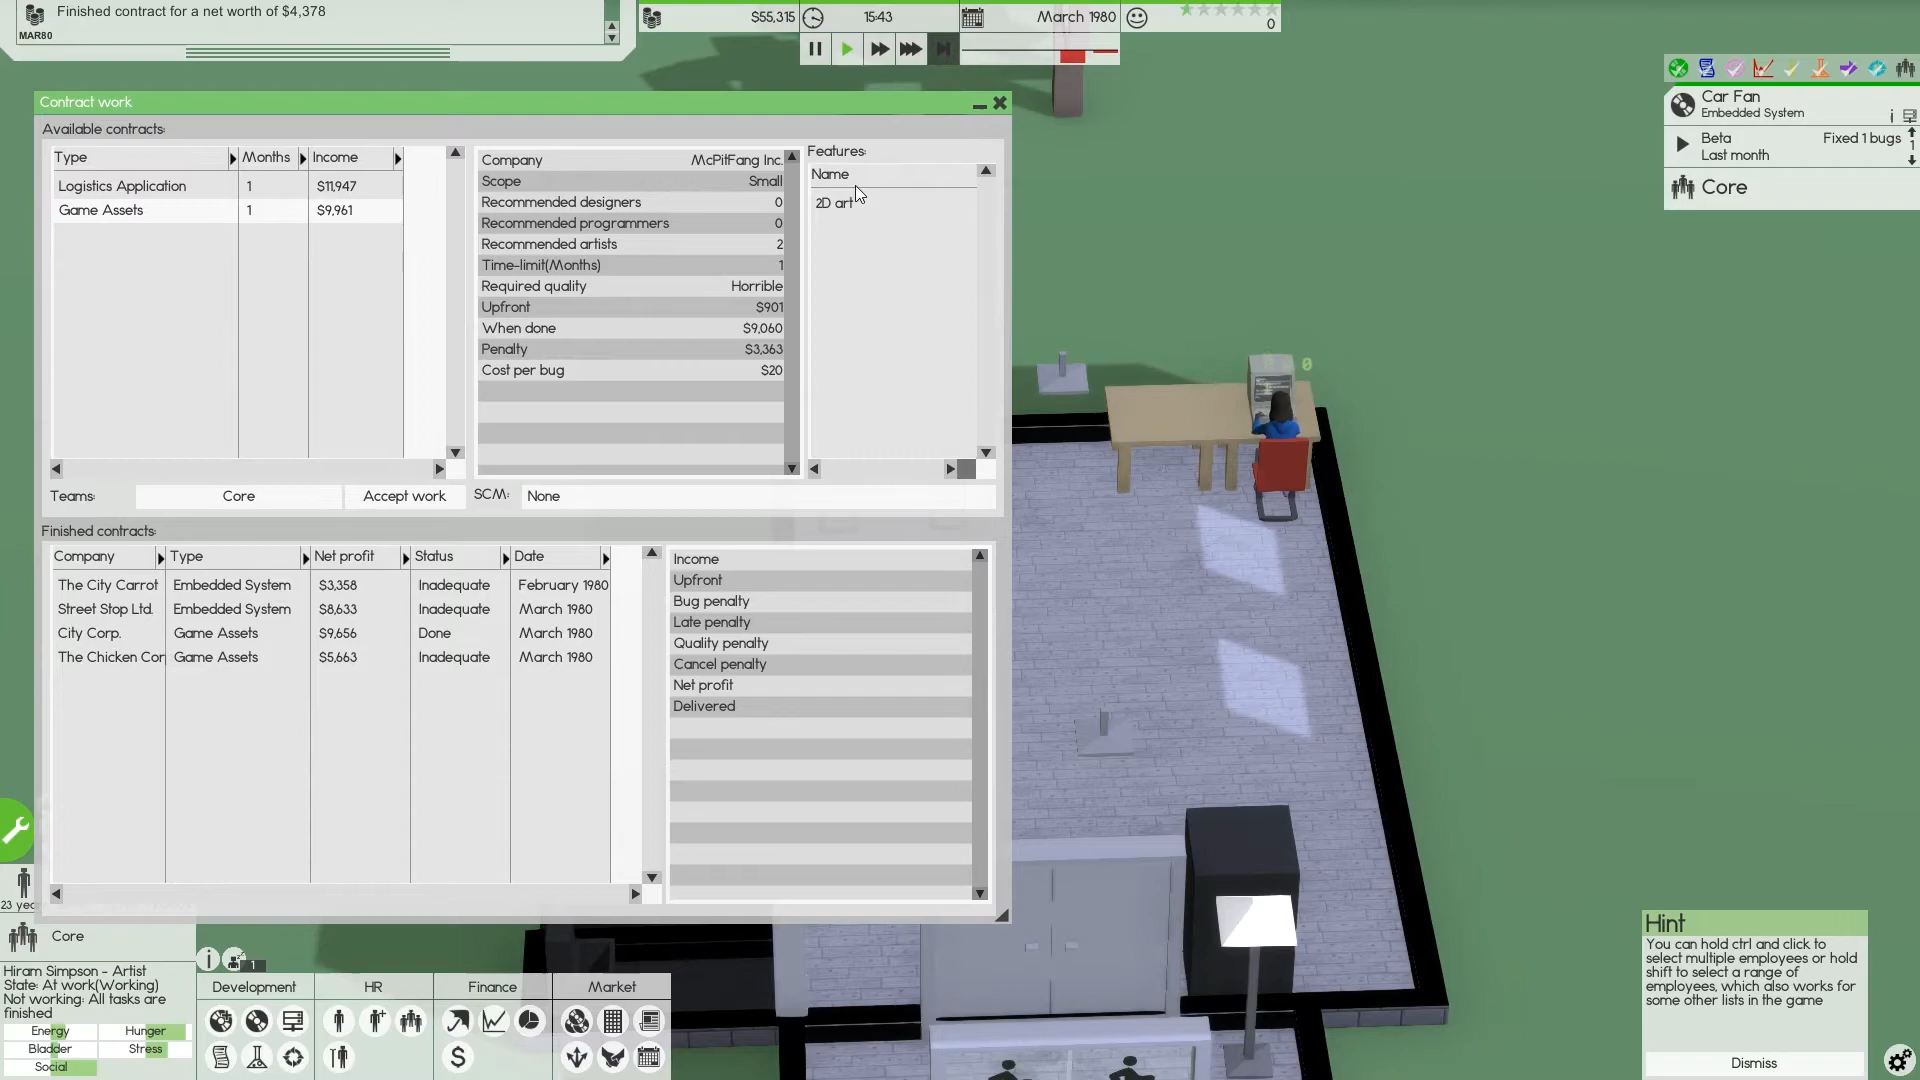 Finished contract for a net worth of $4,378
MAR80
$55,315
15:43
March 1980
0
Contract work
Available contracts:
Type Months Income
Logistics Application 1 $11,947
Game Assets 1 $9,961
Company McPitFang Inc.
Scope Small
Recommended designers 0
Recommended programmers 0
Recommended artists 2
Time-limit(Months) 1
Required quality Horrible
Upfront $901
When done $9,060
Penalty $3,363
Cost per bug $20
Features:
Name
2D art
Teams: Core Accept work SCM: None
Finished contracts:
Company Type Net profit Status Date
The City Carrot Embedded System $3,358 Inadequate February 1980
Street Stop Ltd. Embedded System $8,633 Inadequate March 1980
City Corp. Game Assets $9,656 Done March 1980
The Chicken Cor Game Assets $5,663 Inadequate March 1980
Income
Upfront
Bug penalty
Late penalty
Quality penalty
Cancel penalty
Net profit
Delivered
Car Fan
Embedded System
Beta Fixed 1 bugs 1
Last month
Core
0
23 yea
Core
Hiram Simpson - Artist
State: At work(Working)
Not working: All tasks are
finished
Energy Hunger
Bladder Stress
Social
1
Development HR Finance Market
Hint
You can hold ctrl and click to
select multiple employees or hold
shift to select a range of
employees, which also works for
some other lists in the game
Dismiss